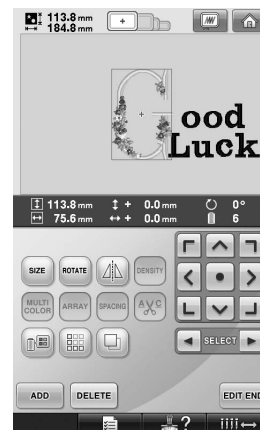 113.8 mm
184.8 mm
ood
Luck
113.8 mm + 0.0 mm 0°
75.6 mm + 0.0 mm 6
SIZE ROTATE DENSITY
MULTI COLOR ARRAY SPACING A C
SELECT
ADD DELETE EDIT END
?